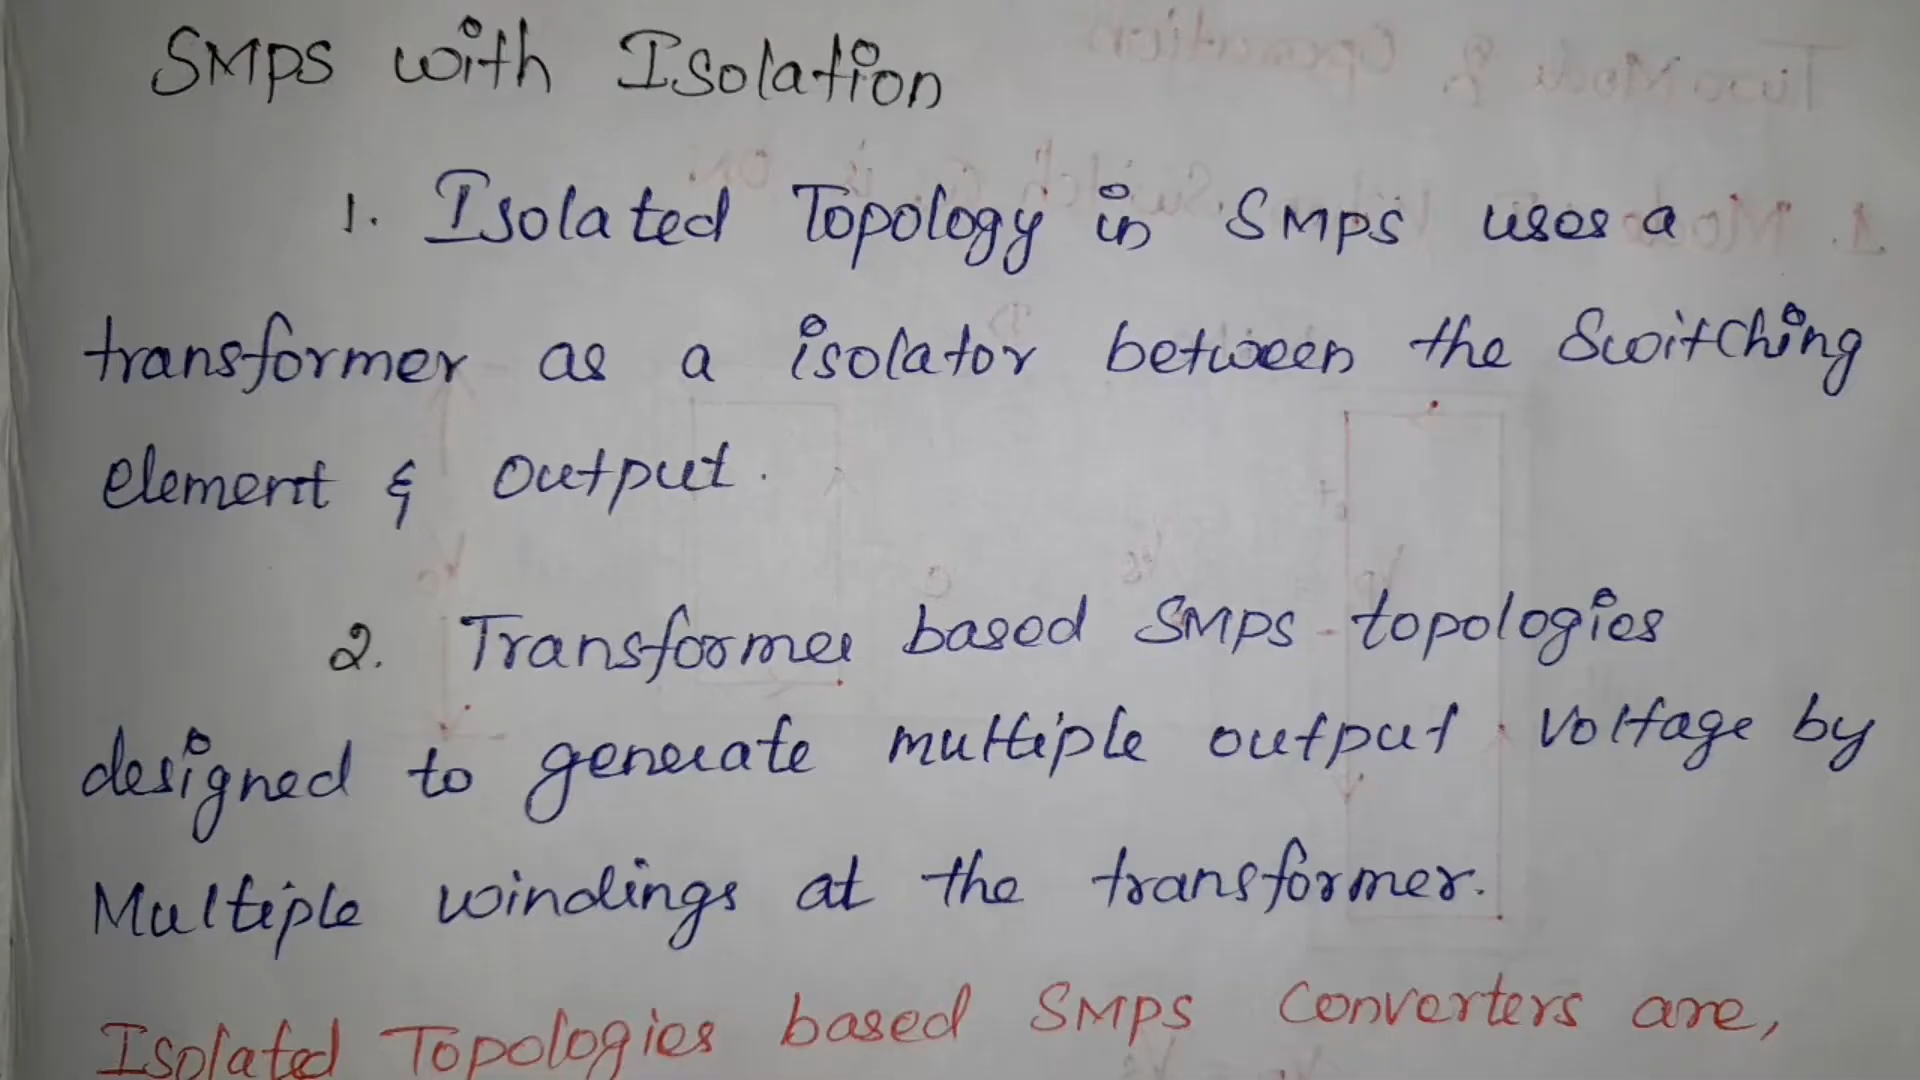 SMPS with Isolation
1. Isolated Topology in SMPS uses a
transformer as a isolator between the Switching
element & output.
2. Transformer based SMPS topologies
designed to generate multiple output voltage by
Multiple windings at the transformer.
Isolated Topologies based SMPS Converters are,